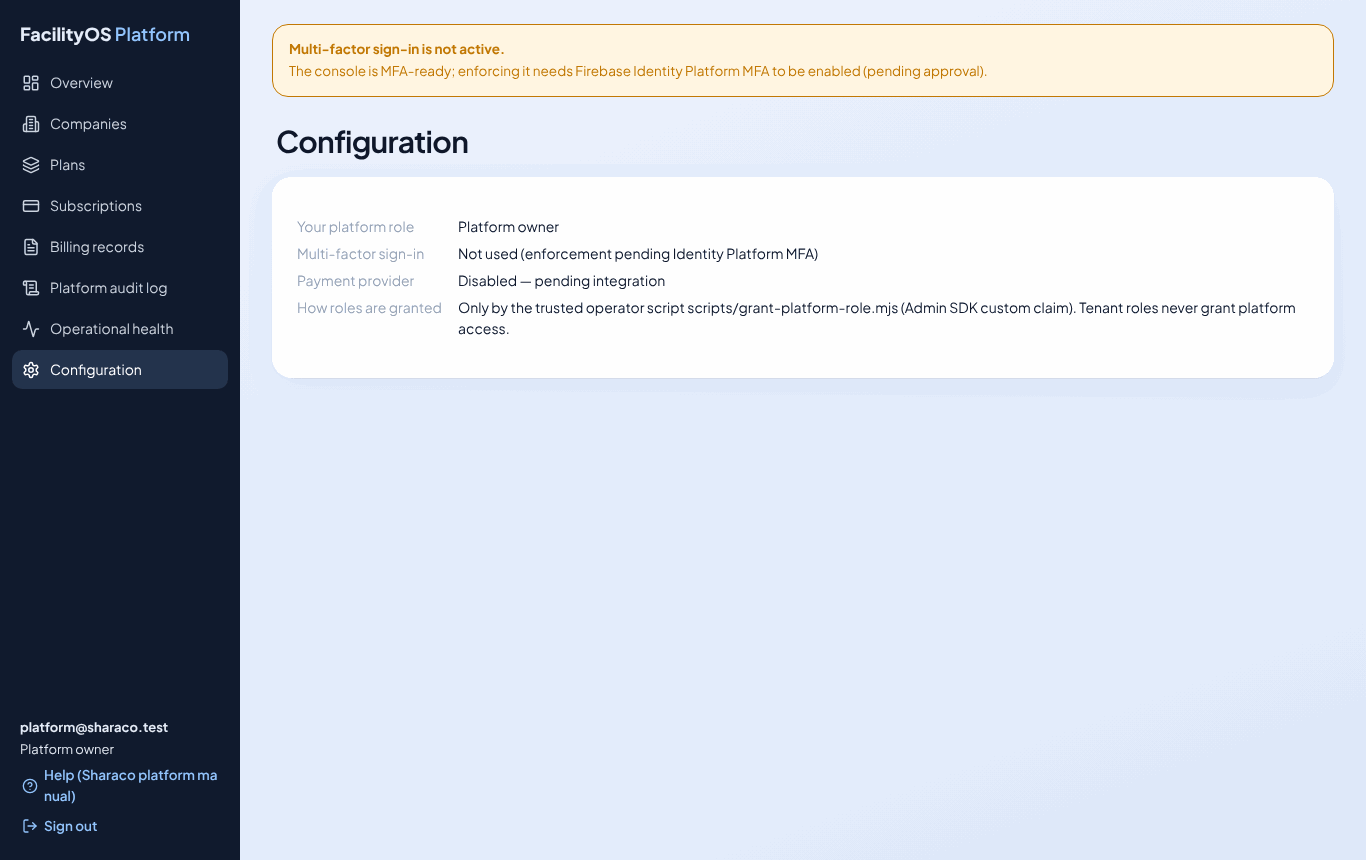 FacilityOS Platform
Overview
Companies
Plans
Subscriptions
Billing records
Platform audit log
Operational health
Configuration
platform@sharaco.test
Platform owner
Help (Sharaco platform ma
nual)
Sign out
Multi-factor sign-in is not active.
The console is MFA-ready; enforcing it needs Firebase Identity Platform MFA to be enabled (pending approval).
Configuration
Your platform role Platform owner
Multi-factor sign-in Not used (enforcement pending Identity Platform MFA)
Payment provider Disabled — pending integration
How roles are granted Only by the trusted operator script scripts/grant-platform-role.mjs (Admin SDK custom claim). Tenant roles never grant platform
access.